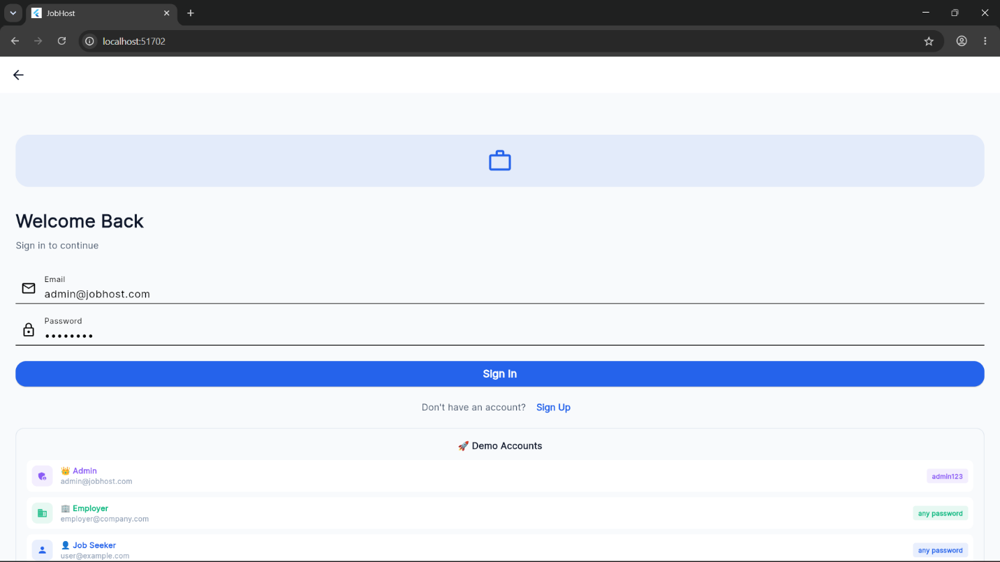 JobHost
localhost:51702
Welcome Back
Sign in to continue
Email
admin@jobhost.com
Password
••••••••
Sign In
Don't have an account? Sign Up
🚀 Demo Accounts
👑 Admin
admin@jobhost.com
admin123
🏢 Employer
employer@company.com
any password
👤 Job Seeker
user@example.com
any password